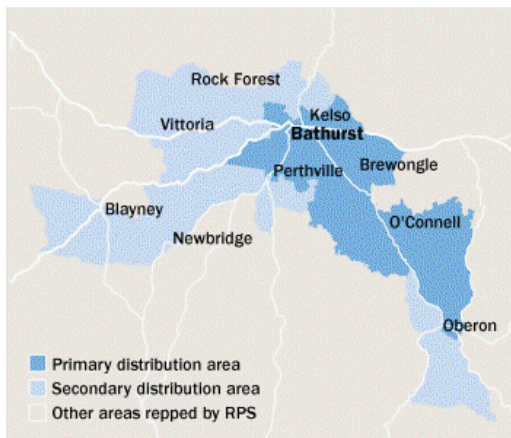 Rock Forest
Kelso
Vittoria
Bathurst
Brewongle
Perthville
Blayney
O'Connell
Newbridge
Oberon
Primary distribution area
Secondary distribution area
Other areas repped by RPS